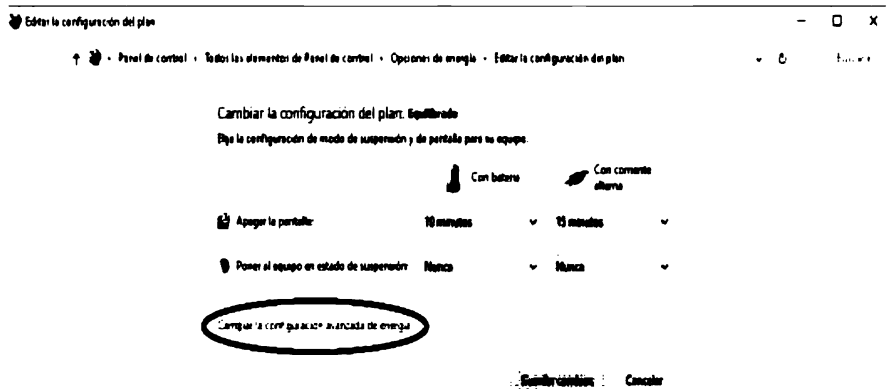 Editar la configuración del plan
Panel de control Todos los elementos de Panel de control Opciones de energía Editar la configuración del plan
Cambiar la configuración del plan: Equilibrado
Elija la configuración de modo de suspensión y de pantalla para su equipo.
Con batería Con corriente alterna
Apagar la pantalla: 10 minutos 15 minutos
Poner al equipo en estado de suspensión: Nunca Nunca
Cambiar la configuración avanzada de energía
Guardar cambios Cancelar